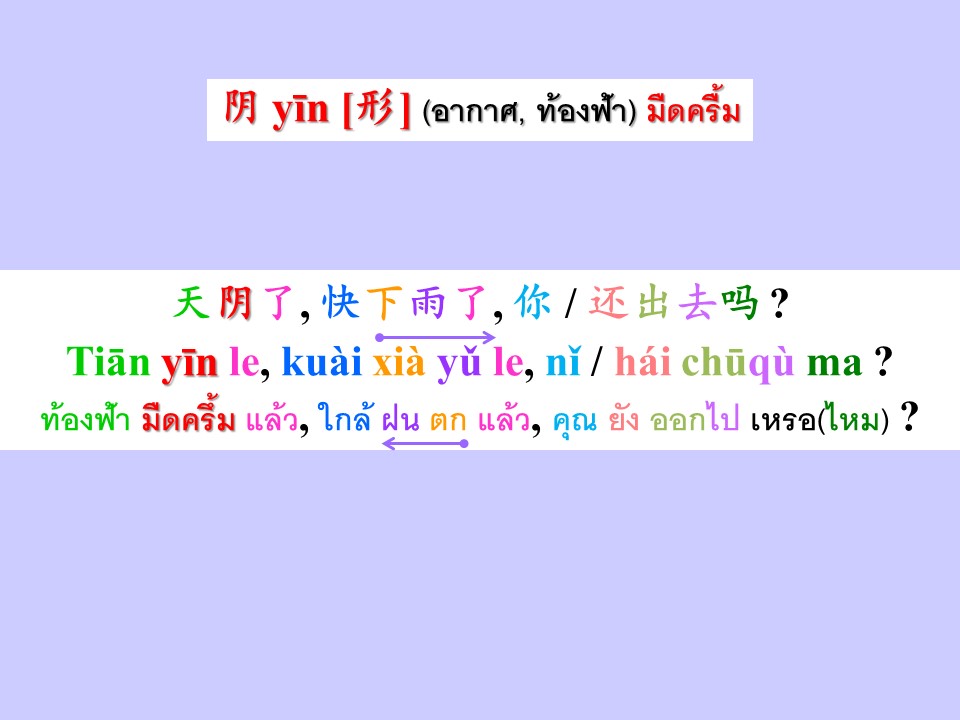 阴 yīn [形] (อากาศ, ท้องฟ้า) มืดครึ้ม
天阴了, 快下雨了, 你 / 还出去吗 ?
Tiān yīn le, kuài xià yǔ le, nǐ / hái chūqù ma ?
ท้องฟ้า มืดครึ้ม แล้ว, ใกล้ ฝน ตก แล้ว, คุณ ยัง ออกไป เหรอ(ไหม) ?